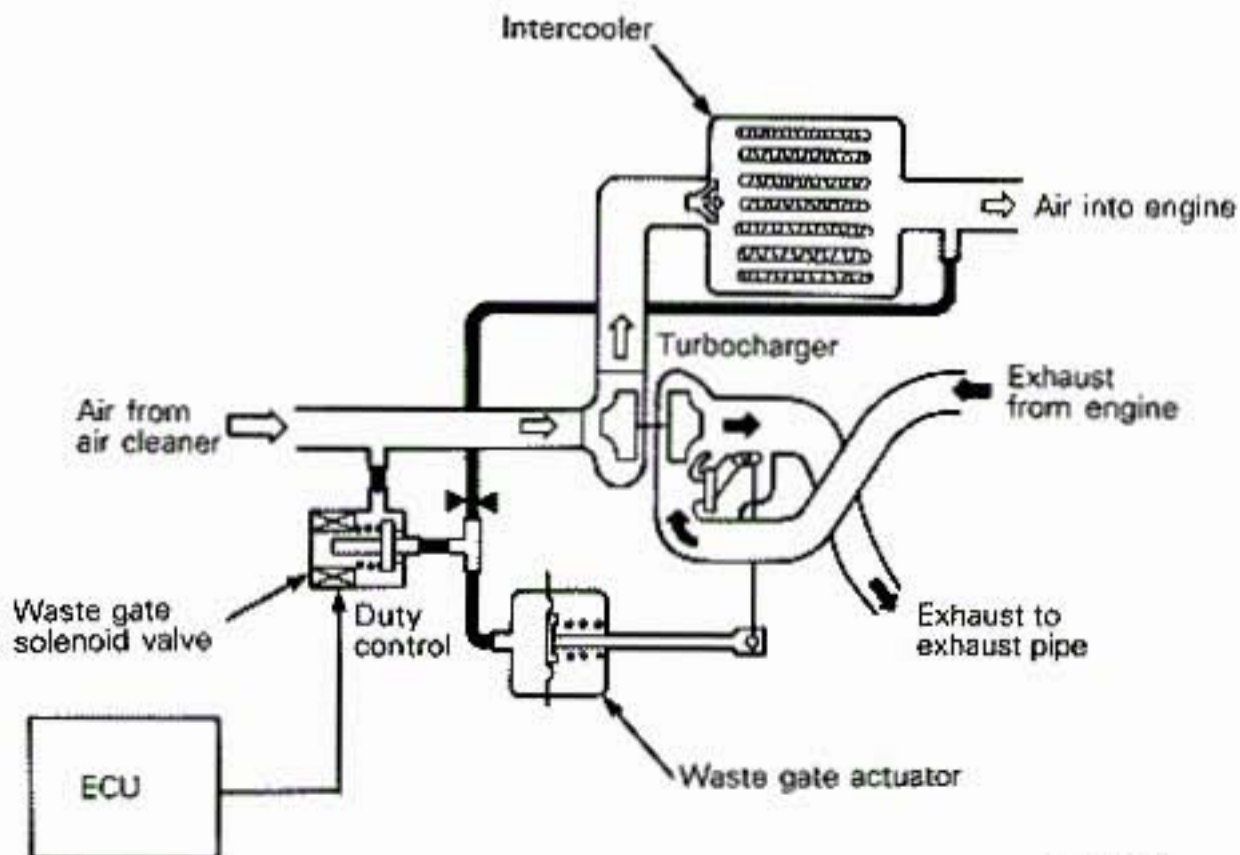 Intercooler
Air into engine
Turbocharger
Exhaust
from engine
Air from
air cleaner
Waste gate
solenoid valve
Duty
control
Exhaust to
exhaust pipe
Waste gate actuator
ECU